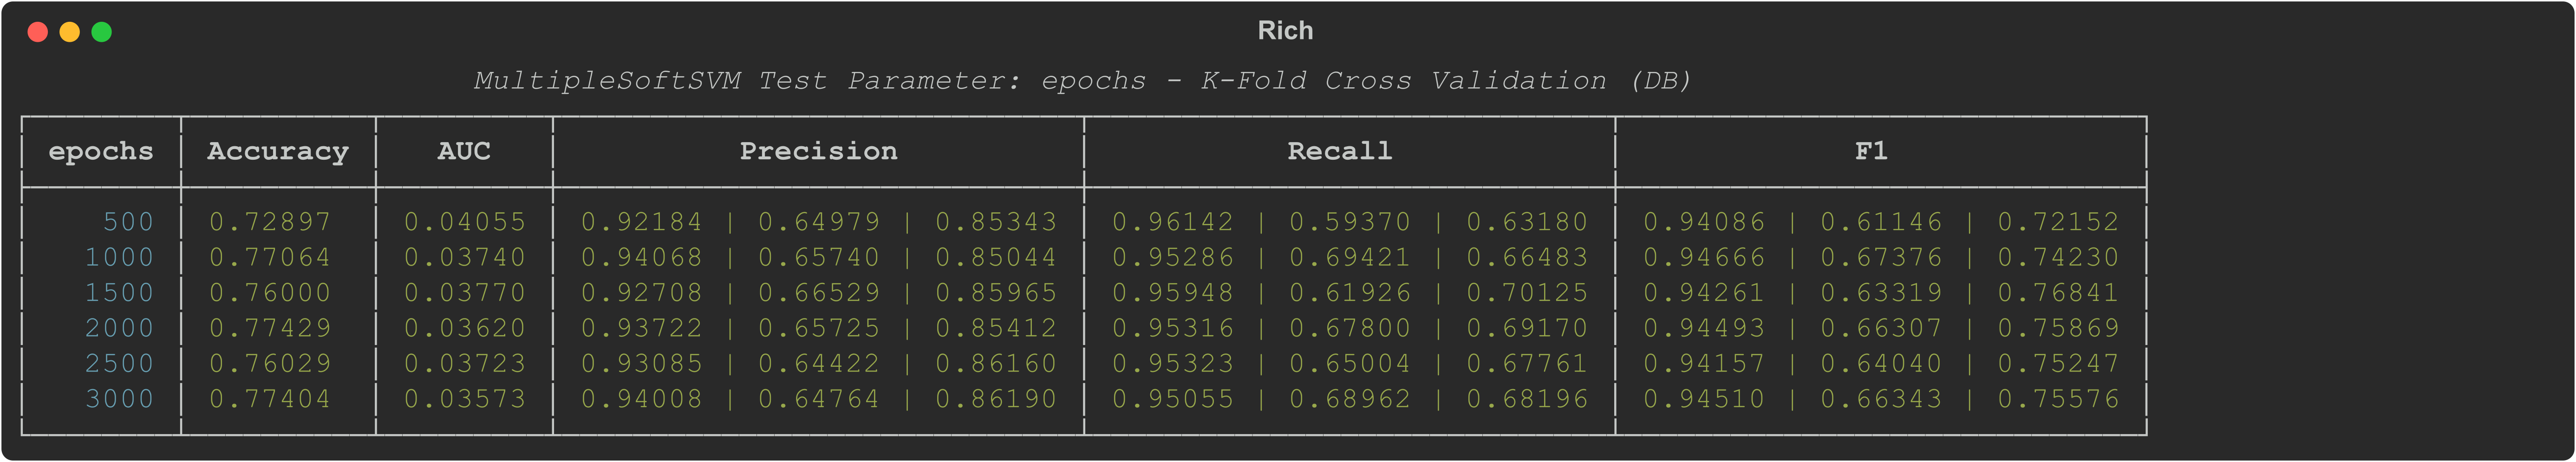 Rich
MultipleSoftSVM Test Parameter: epochs - K-Fold Cross Validation (DB)
epochs | Accuracy | AUC | Precision | Recall | F1
500 | 0.72897 | 0.04055 | 0.92184 | 0.64979 | 0.85343 | 0.96142 | 0.59370 | 0.63180 | 0.94086 | 0.61146 | 0.72152
1000 | 0.77064 | 0.03740 | 0.94068 | 0.65740 | 0.85044 | 0.95286 | 0.69421 | 0.66483 | 0.94666 | 0.67376 | 0.74230
1500 | 0.76000 | 0.03770 | 0.92708 | 0.66529 | 0.85965 | 0.95948 | 0.61926 | 0.70125 | 0.94261 | 0.63319 | 0.76841
2000 | 0.77429 | 0.03620 | 0.93722 | 0.65725 | 0.85412 | 0.95316 | 0.67800 | 0.69170 | 0.94493 | 0.66307 | 0.75869
2500 | 0.76029 | 0.03723 | 0.93085 | 0.64422 | 0.86160 | 0.95323 | 0.65004 | 0.67761 | 0.94157 | 0.64040 | 0.75247
3000 | 0.77404 | 0.03573 | 0.94008 | 0.64764 | 0.86190 | 0.95055 | 0.68962 | 0.68196 | 0.94510 | 0.66343 | 0.75576